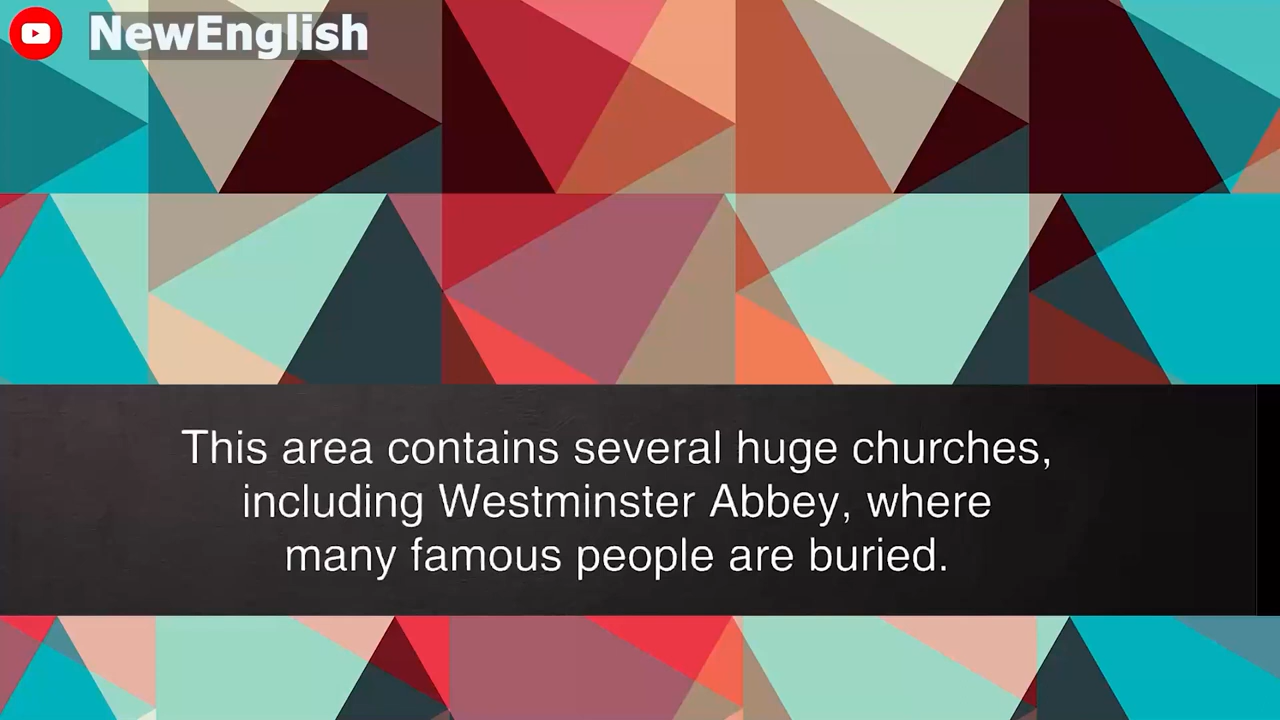 NewEnglish
This area contains several huge churches,
including Westminster Abbey, where
many famous people are buried.